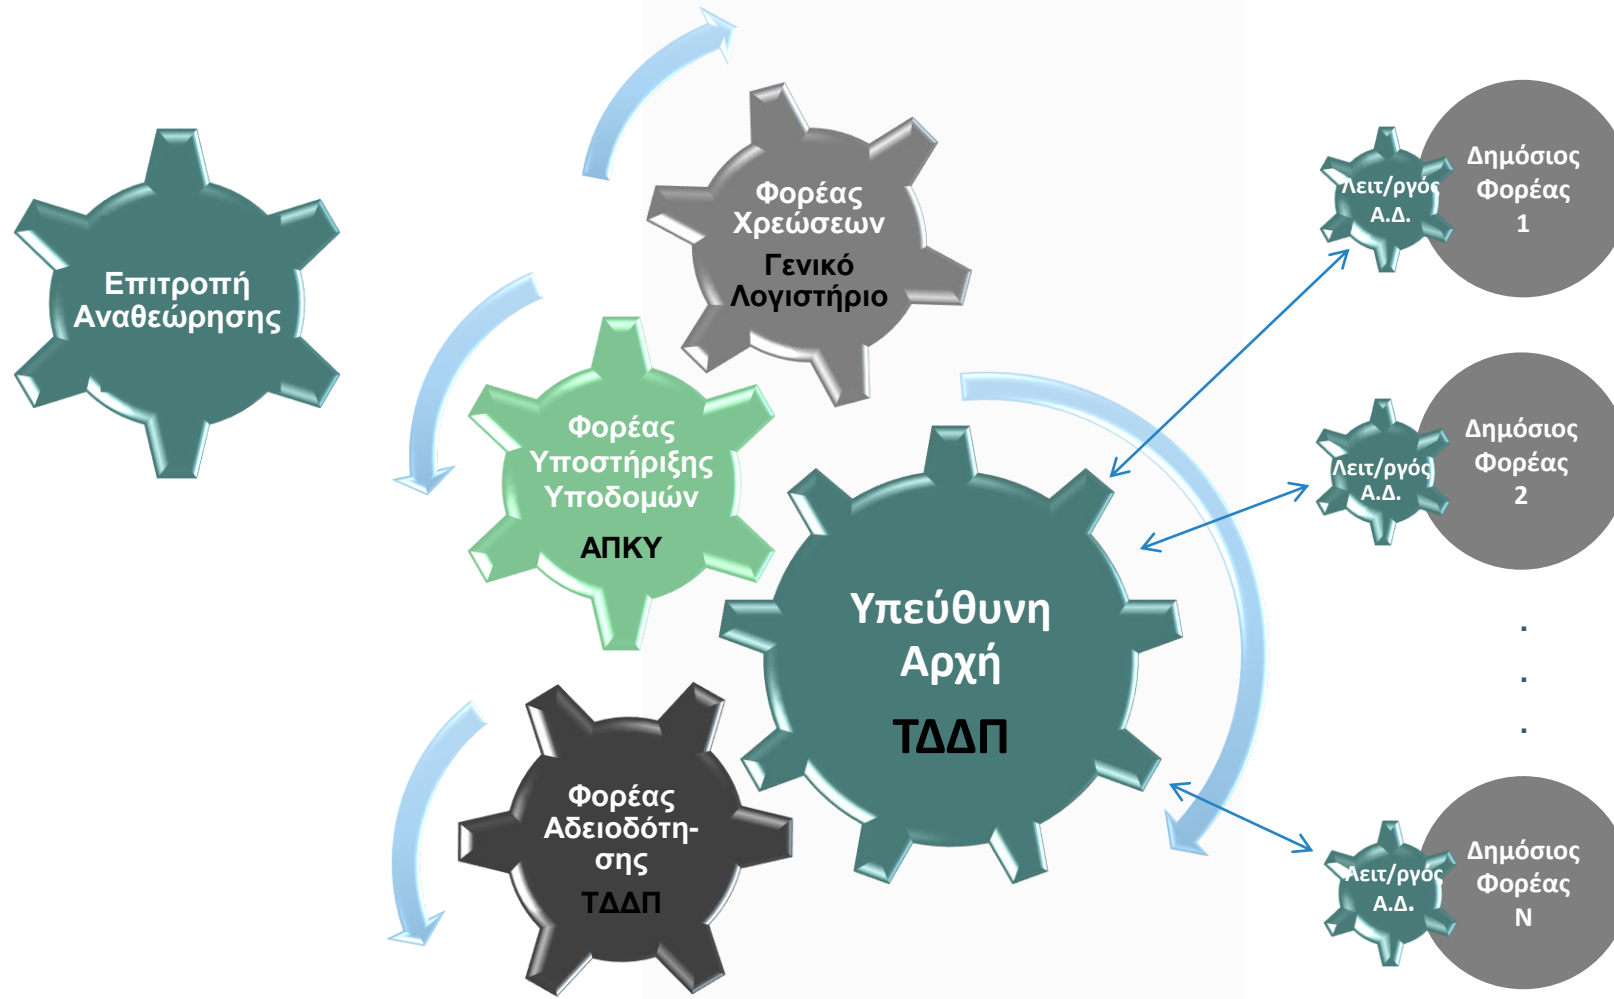 Επιτροπή
Αναθεώρησης
Φορέας
Χρεώσεων
Γενικό
Λογιστήριο
Φορέας
Υποστήριξης
Υποδομών
ΑΠΚΥ
Υπεύθυνη
Αρχή
ΤΔΔΠ
Φορέας
Αδειοδότη-
σης
ΤΔΔΠ
Λειτ/ργός
Α.Δ.
Δημόσιος
Φορέας
1
Λειτ/ργός
Α.Δ.
Δημόσιος
Φορέας
2
.
.
.
Λειτ/ργός
Α.Δ.
Δημόσιος
Φορέας
Ν